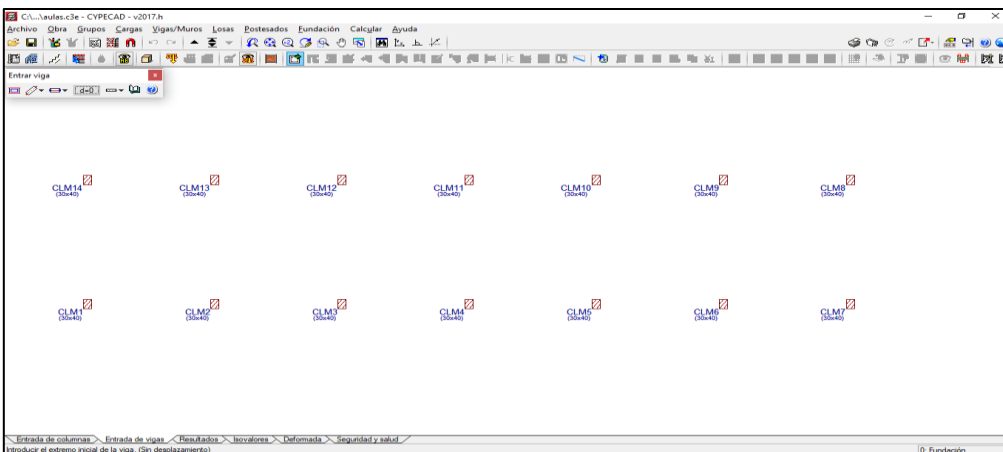 C:\...\aulas.c3e - CYPECAD - v2017.h
Archivo Obra Grupos Cargas Vigas/Muros Losas Postesados Fundación Calcular Ayuda
Entrar viga
d=0
CLM14 CLM13 CLM12 CLM11 CLM10 CLM9 CLM8
(30x40) (30x40) (30x40) (30x40) (30x40) (30x40) (30x40)
CLM1 CLM2 CLM3 CLM4 CLM5 CLM6 CLM7
(30x40) (30x40) (30x40) (30x40) (30x40) (30x40) (30x40)
Entrada de columnas Entrada de vigas Resultados Isovalores Deformada Seguridad y salud
Introducir el extremo inicial de la viga. (Sin desplazamiento) 0: Fundación